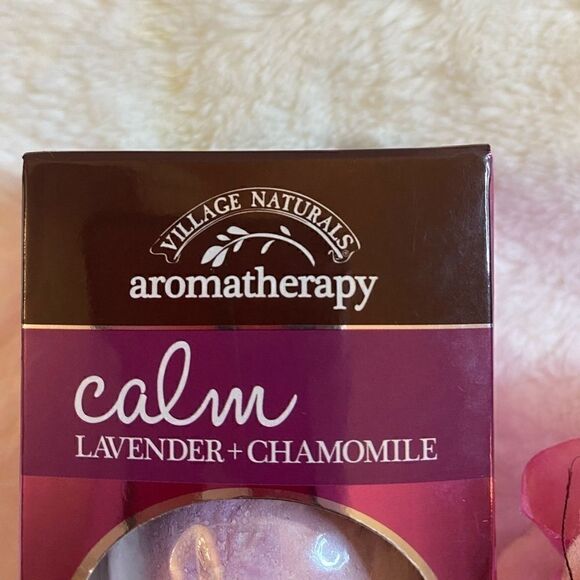 VILLAGE NATURALS
aromatherapy
calm
LAVENDER + CHAMOMILE